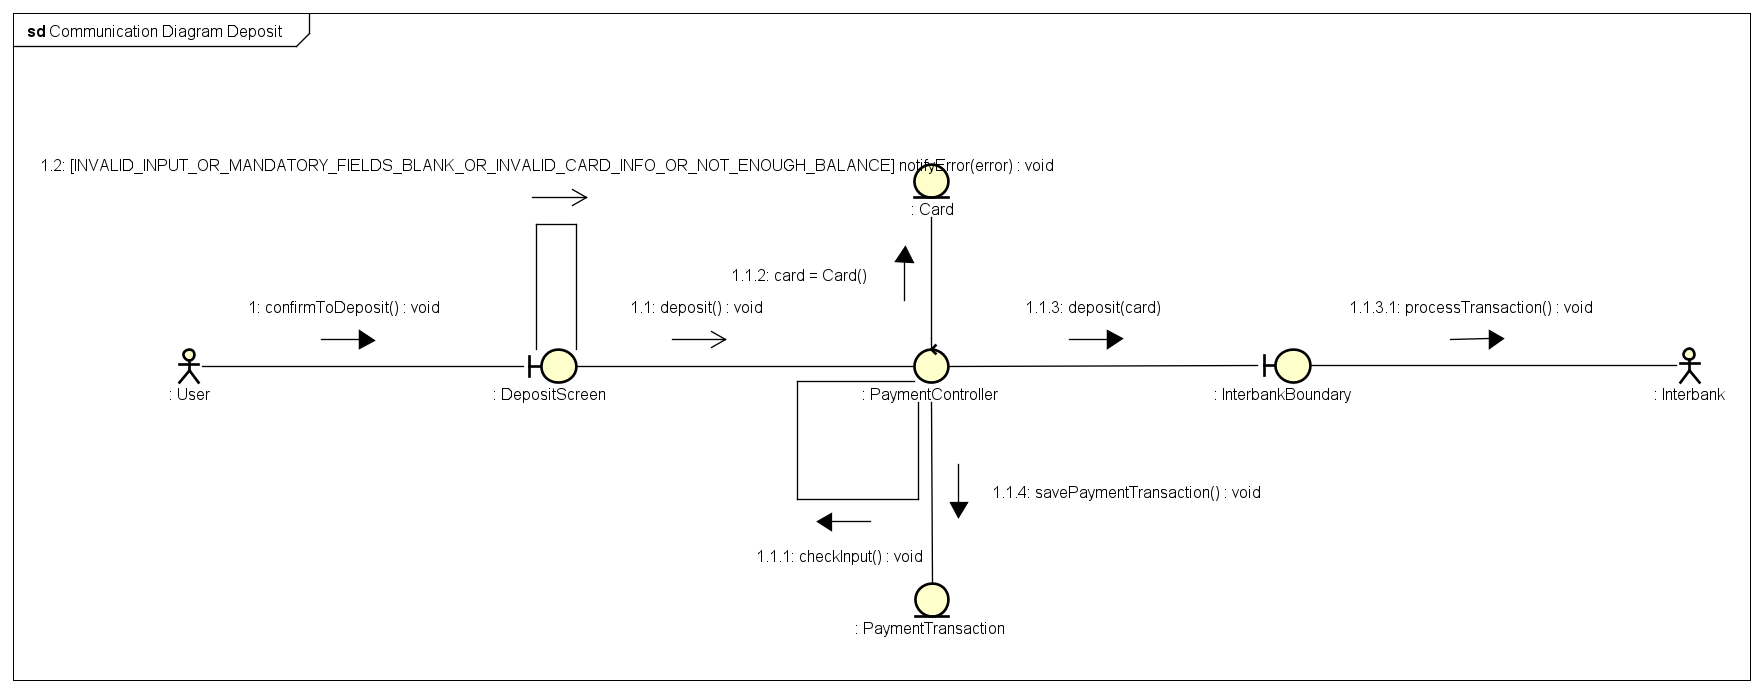 sd Communication Diagram Deposit
1.2: [INVALID_INPUT_OR_MANDATORY_FIELDS_BLANK_OR_INVALID_CARD_INFO_OR_NOT_ENOUGH_BALANCE] notifyError(error) : void
: Card
1.1.2: card = Card()
1: confirmToDeposit() : void
1.1: deposit() : void
1.1.3: deposit(card)
1.1.3.1: processTransaction() : void
: User
: DepositScreen
: PaymentController
: InterbankBoundary
: Interbank
1.1.4: savePaymentTransaction() : void
1.1.1: checkInput() : void
: PaymentTransaction